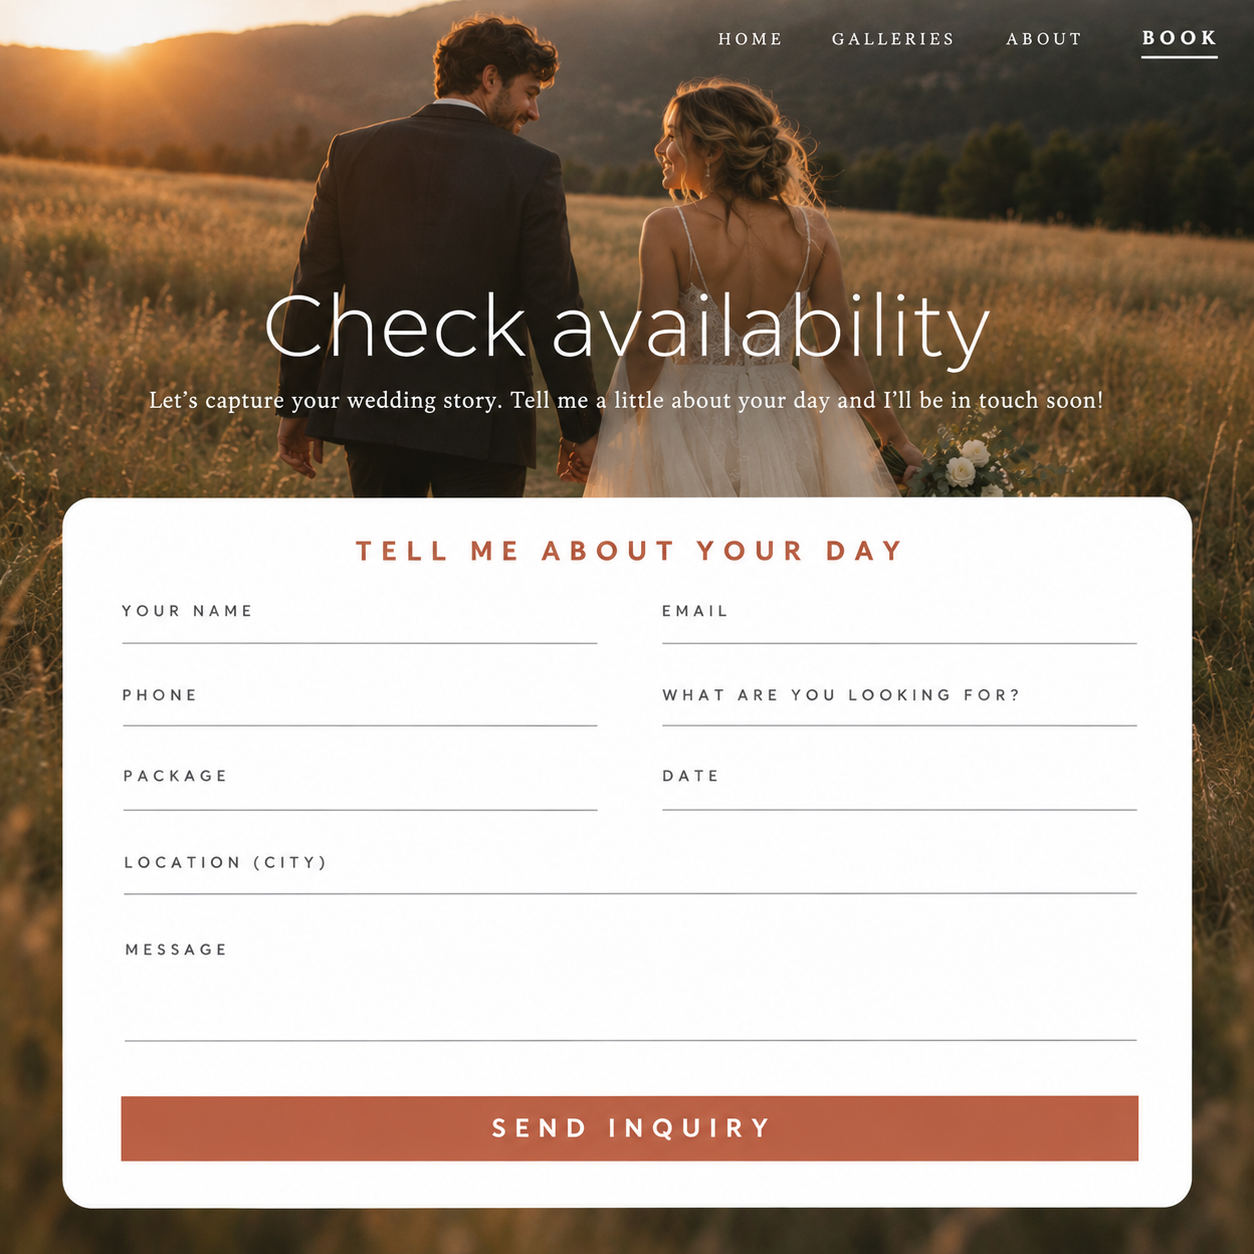 HOME GALLERIES ABOUT BOOK
Check availability
Let’s capture your wedding story. Tell me a little about your day and I’ll be in touch soon!
TELL ME ABOUT YOUR DAY
YOUR NAME EMAIL
PHONE WHAT ARE YOU LOOKING FOR?
PACKAGE DATE
LOCATION (CITY)
MESSAGE
SEND INQUIRY